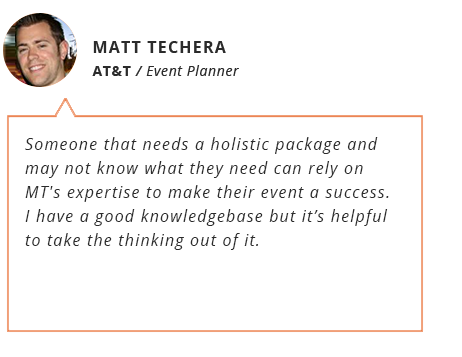 MATT TECHERA
AT&T / Event Planner
Someone that needs a holistic package and
may not know what they need can rely on
MT's expertise to make their event a success.
I have a good knowledgebase but it’s helpful
to take the thinking out of it.